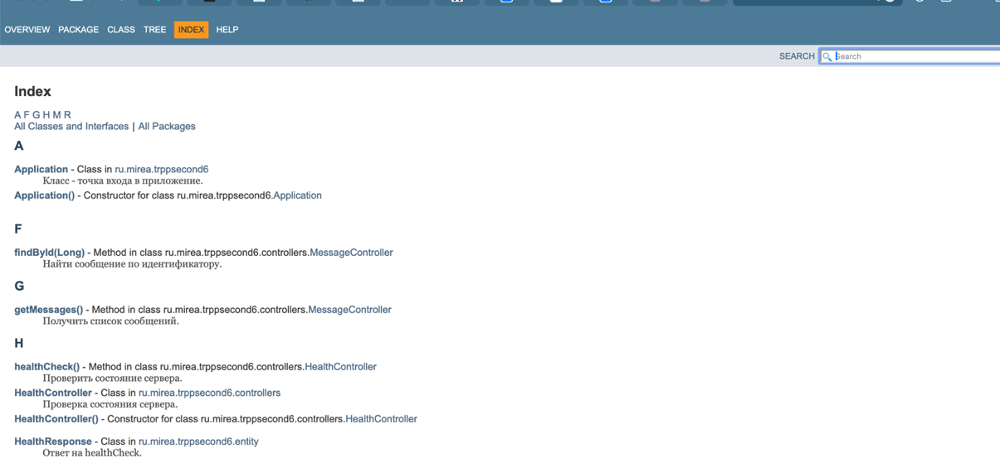 OVERVIEW PACKAGE CLASS TREE INDEX HELP
SEARCH Search
Index
A F G H M R
All Classes and Interfaces | All Packages
A
Application - Class in ru.mirea.trppsecond6
Класс - точка входа в приложение.
Application() - Constructor for class ru.mirea.trppsecond6.Application
F
findById(Long) - Method in class ru.mirea.trppsecond6.controllers.MessageController
Найти сообщение по идентификатору.
G
getMessages() - Method in class ru.mirea.trppsecond6.controllers.MessageController
Получить список сообщений.
H
healthCheck() - Method in class ru.mirea.trppsecond6.controllers.HealthController
Проверить состояние сервера.
HealthController - Class in ru.mirea.trppsecond6.controllers
Проверка состояния сервера.
HealthController() - Constructor for class ru.mirea.trppsecond6.controllers.HealthController
HealthResponse - Class in ru.mirea.trppsecond6.entity
Ответ на healthCheck.